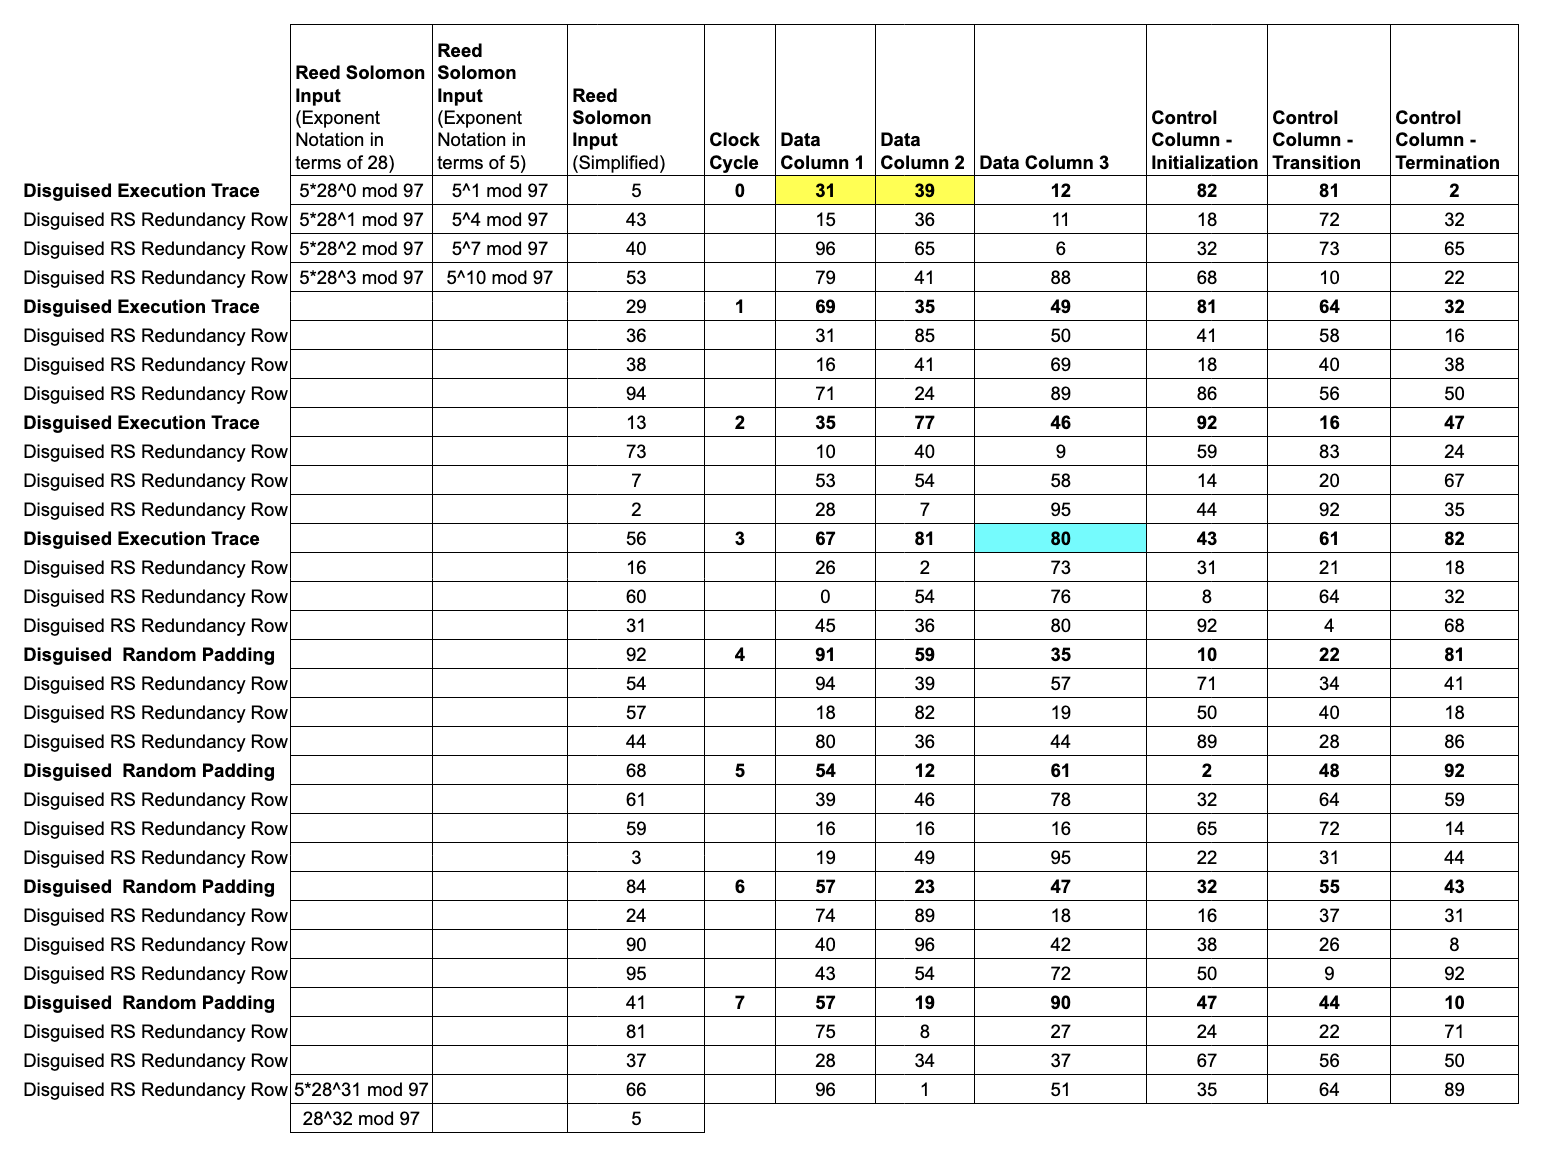 Reed Solomon Input (Exponent Notation in terms of 28) Reed Solomon Input (Exponent Notation in terms of 5) Reed Solomon Input (Simplified) Clock Cycle Data Column 1 Data Column 2 Data Column 3 Control Column - Initialization Control Column - Transition Control Column - Termination
Disguised Execution Trace 5*28^0 mod 97 5^1 mod 97 5 0 31 39 12 82 81 2
Disguised RS Redundancy Row 5*28^1 mod 97 5^4 mod 97 43 15 36 11 18 72 32
Disguised RS Redundancy Row 5*28^2 mod 97 5^7 mod 97 40 96 65 6 32 73 65
Disguised RS Redundancy Row 5*28^3 mod 97 5^10 mod 97 53 79 41 88 68 10 22
Disguised Execution Trace 29 1 69 35 49 81 64 32
Disguised RS Redundancy Row 36 31 85 50 41 58 16
Disguised RS Redundancy Row 38 16 41 69 18 40 38
Disguised RS Redundancy Row 94 71 24 89 86 56 50
Disguised Execution Trace 13 2 35 77 46 92 16 47
Disguised RS Redundancy Row 73 10 40 9 59 83 24
Disguised RS Redundancy Row 7 53 54 58 14 20 67
Disguised RS Redundancy Row 2 28 7 95 44 92 35
Disguised Execution Trace 56 3 67 81 80 43 61 82
Disguised RS Redundancy Row 16 26 2 73 31 21 18
Disguised RS Redundancy Row 60 0 54 76 8 64 32
Disguised RS Redundancy Row 31 45 36 80 92 4 68
Disguised Random Padding 92 4 91 59 35 10 22 81
Disguised RS Redundancy Row 54 94 39 57 71 34 41
Disguised RS Redundancy Row 57 18 82 19 50 40 18
Disguised RS Redundancy Row 44 80 36 44 89 28 86
Disguised Random Padding 68 5 54 12 61 2 48 92
Disguised RS Redundancy Row 61 39 46 78 32 64 59
Disguised RS Redundancy Row 59 16 16 16 65 72 14
Disguised RS Redundancy Row 3 19 49 95 22 31 44
Disguised Random Padding 84 6 57 23 47 32 55 43
Disguised RS Redundancy Row 24 74 89 18 16 37 31
Disguised RS Redundancy Row 90 40 96 42 38 26 8
Disguised RS Redundancy Row 95 43 54 72 50 9 92
Disguised Random Padding 41 7 57 19 90 47 44 10
Disguised RS Redundancy Row 81 75 8 27 24 22 71
Disguised RS Redundancy Row 37 28 34 37 67 56 50
Disguised RS Redundancy Row 5*28^31 mod 97 66 96 1 51 35 64 89
28^32 mod 97 5